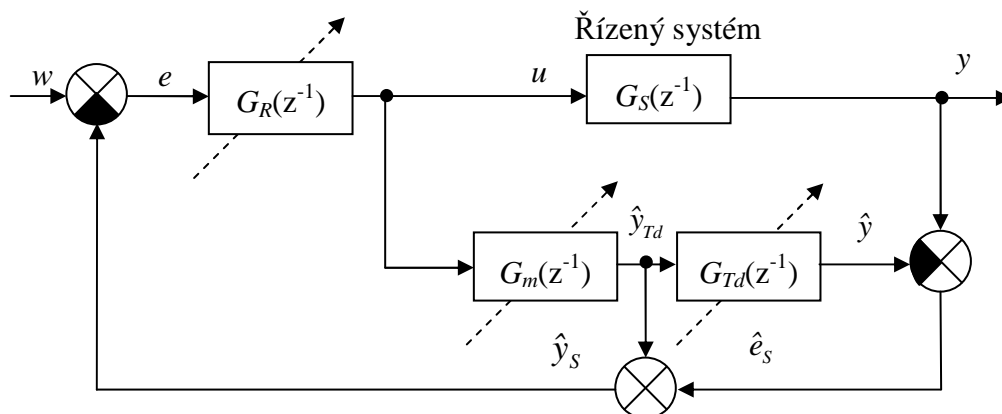 Řízený systém
w
e
G_R(z⁻¹)
u
G_S(z⁻¹)
y
G_m(z⁻¹)
ŷ_Td
G_Td(z⁻¹)
ŷ
ŷ_S
ê_S